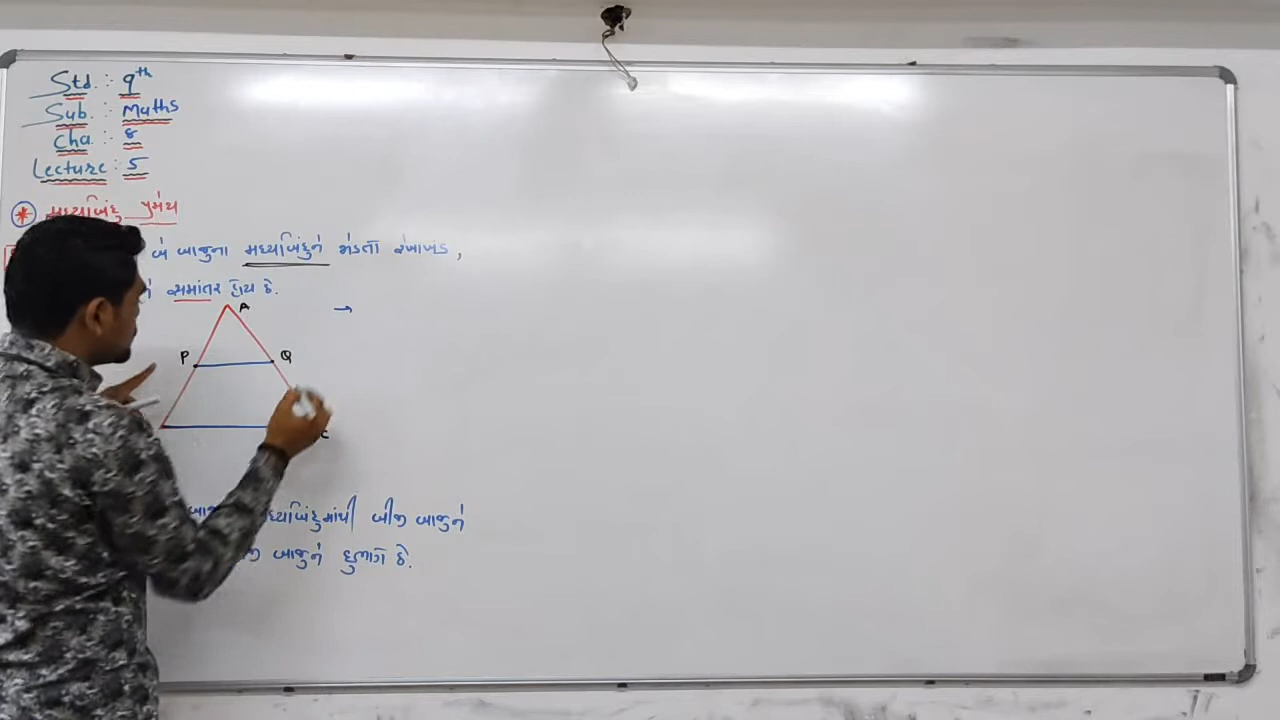 Std. :- 9th
Sub. :- Maths
Cha. :- 8
Lecture :- 5
* મધ્યબિંદુ પ્રમેય
બે બાજુના મધ્યબિંદુને જોડતો રેખાખંડ,
સમાંતર હોય છે.
A
→
P Q
C
મધ્યબિંદુમાંથી બીજી બાજુને
બાજુને દુભાગે છે.